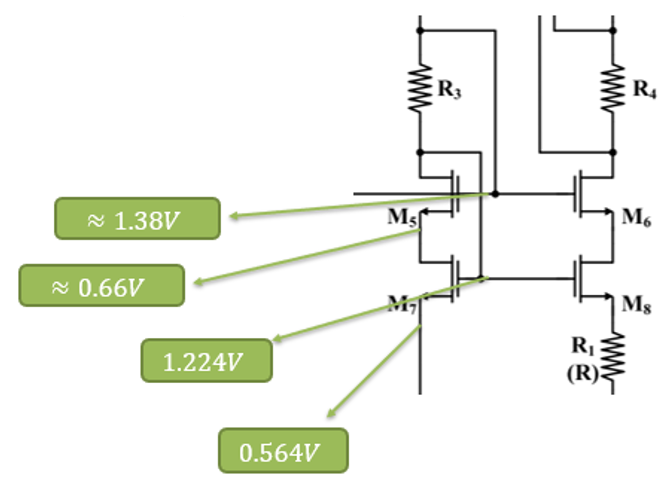 R₃
R₄
≈ 1.38V
M₅
M₆
≈ 0.66V
M₇
M₈
1.224V
R₁
(R)
0.564V